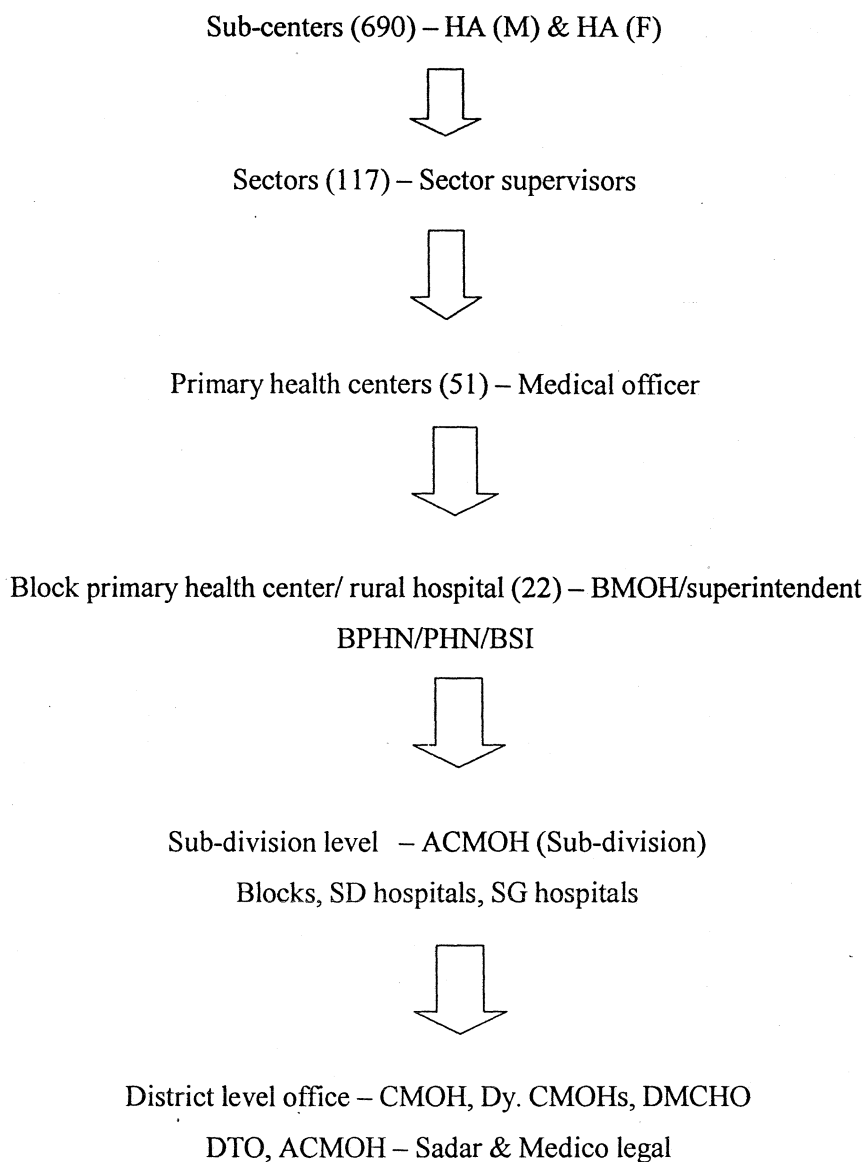 Sub-centers (690) – HA (M) & HA (F)
Sectors (117) – Sector supervisors
Primary health centers (51) – Medical officer
Block primary health center/ rural hospital (22) – BMOH/superintendent
BPHN/PHN/BSI
Sub-division level – ACMOH (Sub-division)
Blocks, SD hospitals, SG hospitals
District level office – CMOH, Dy. CMOHs, DMCHO
DTO, ACMOH – Sadar & Medico legal